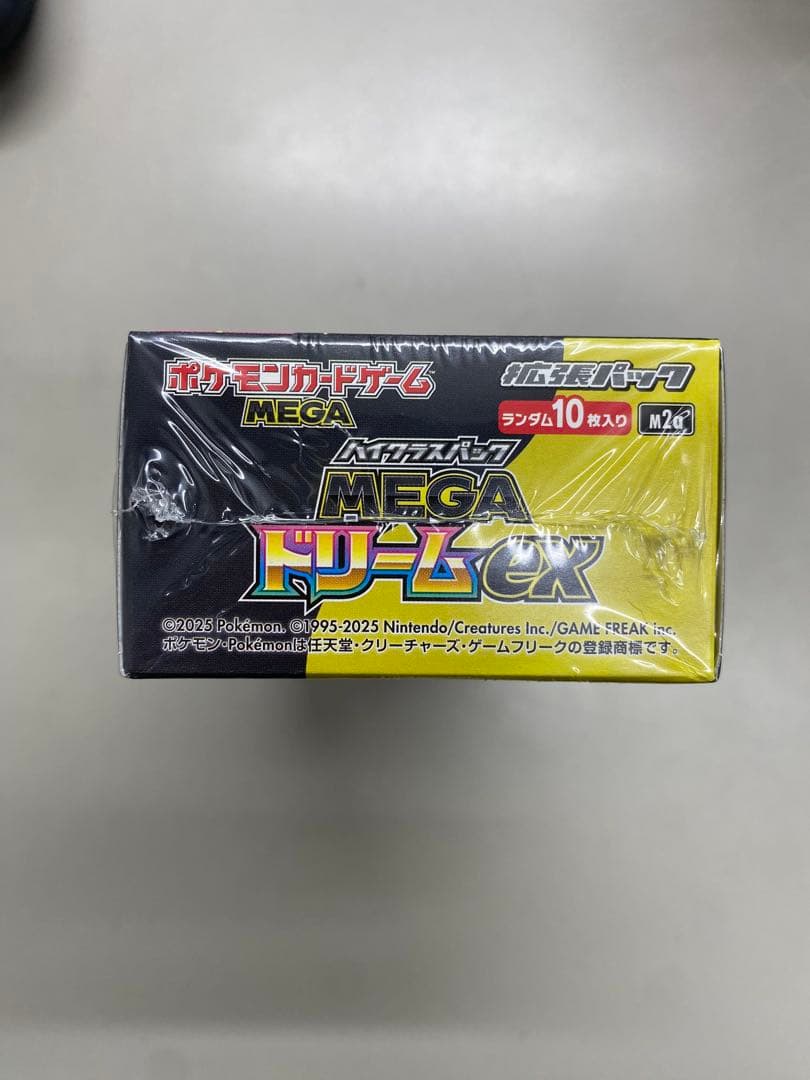 ポケモンカードゲーム
MEGA
拡張パック
ランダム10枚入り M2a
ハイクラスパック
MEGA
ドリームex
©2025 Pokémon. ©1995-2025 Nintendo/Creatures Inc./GAME FREAK inc.
ポケモン・Pokémonは任天堂・クリーチャーズ・ゲームフリークの登録商標です。